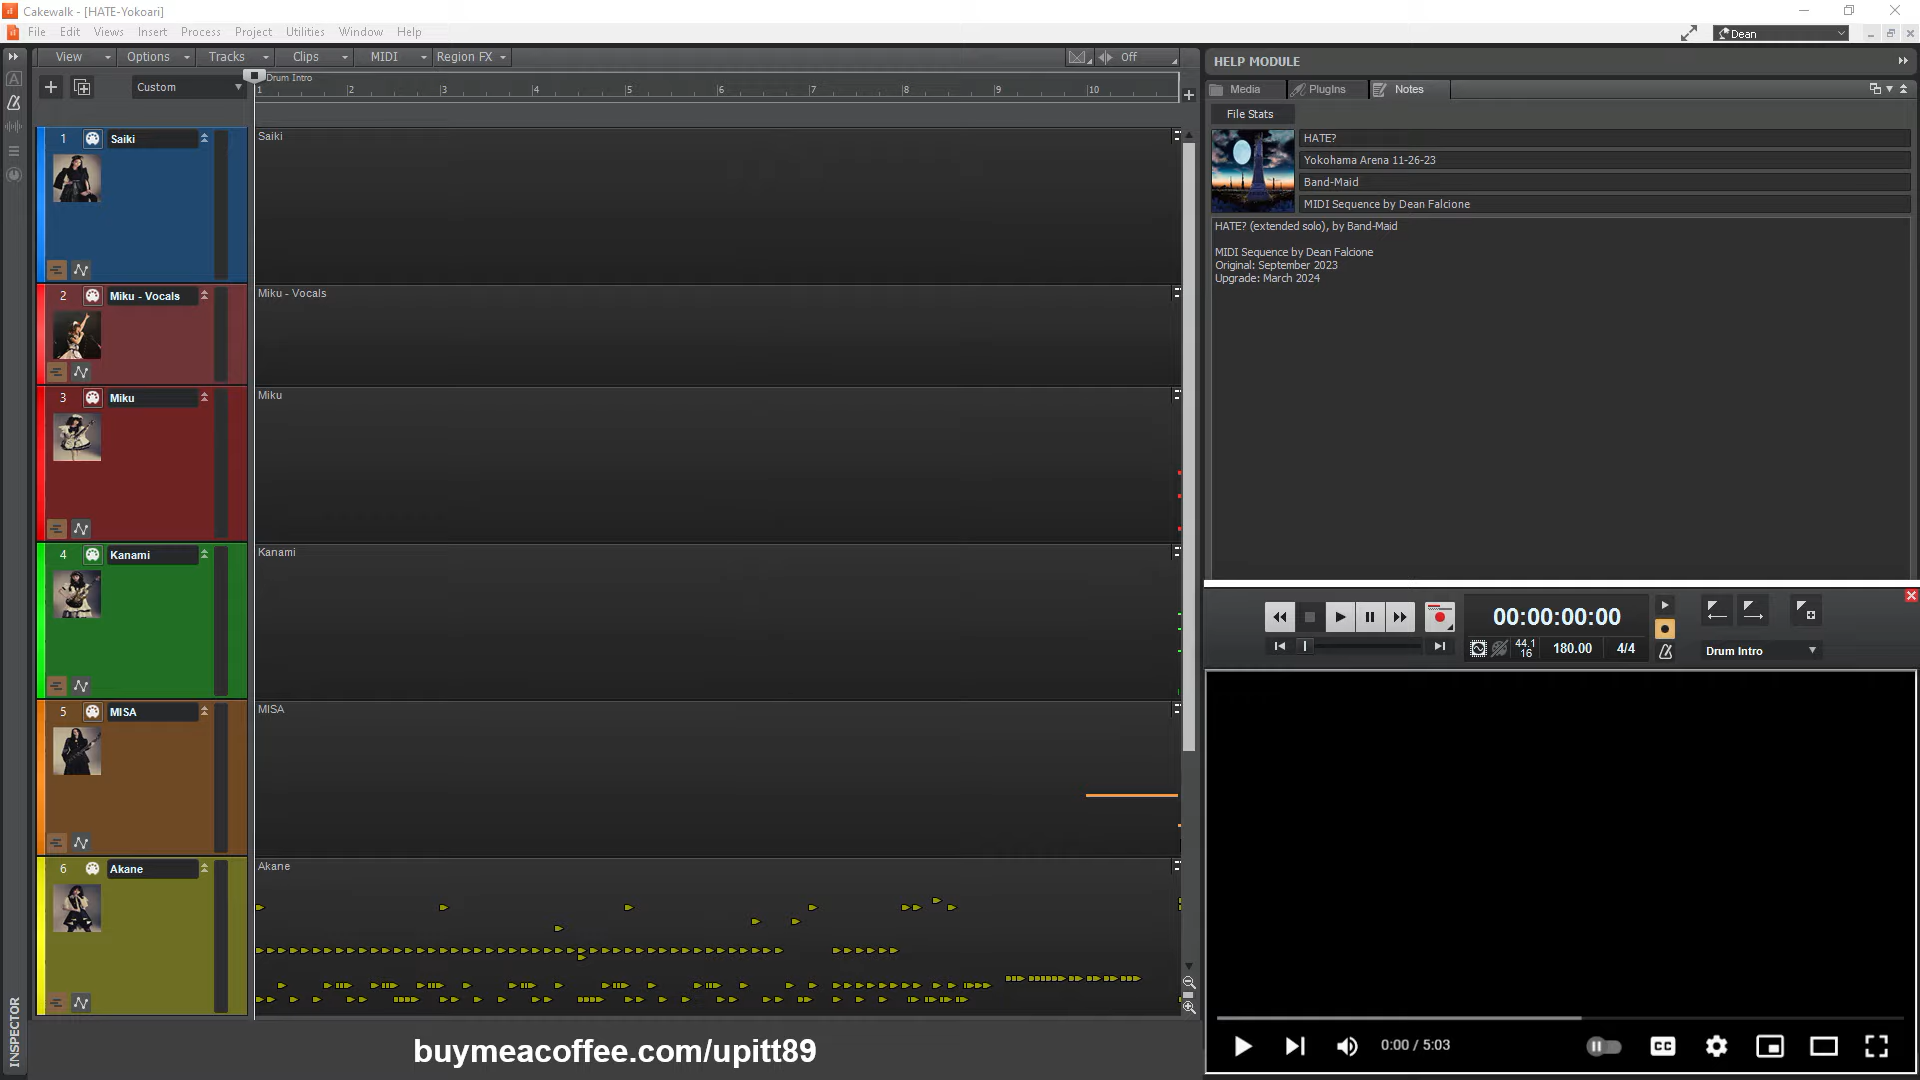 Cakewalk - [HATE-Yokoari]
File Edit Views Insert Process Project Utilities Window Help
Dean
View Options Tracks Clips MIDI Region FX Off
HELP MODULE
Media PlugIns Notes
Custom
Drum Intro
1 2 3 4 5 6 7 8 9 10
File Stats
HATE?
Yokohama Arena 11-26-23
Band-Maid
MIDI Sequence by Dean Falcione
HATE? (extended solo), by Band-Maid
MIDI Sequence by Dean Falcione
Original: September 2023
Upgrade: March 2024
1 Saiki
Saiki
2 Miku - Vocals
Miku - Vocals
3 Miku
Miku
4 Kanami
Kanami
5 MISA
MISA
6 Akane
Akane
00:00:00:00
44.1
16
180.00
4/4
Drum Intro
INSPECTOR
buymeacoffee.com/upitt89
0:00 / 5:03
CC